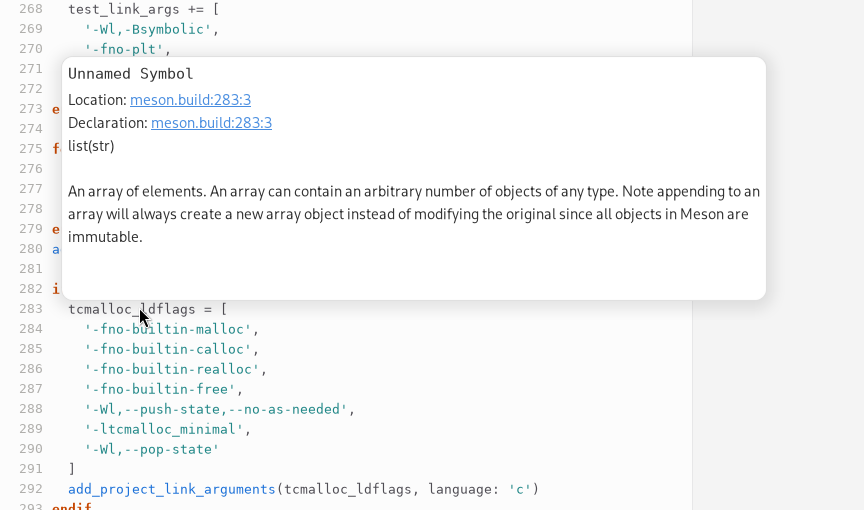 268 test_link_args += [
269 '-Wl,-Bsymbolic',
270 '-fno-plt',
271
Unnamed Symbol
Location: meson.build:283:3
Declaration: meson.build:283:3
list(str)
An array of elements. An array can contain an arbitrary number of objects of any type. Note appending to an
array will always create a new array object instead of modifying the original since all objects in Meson are
immutable.
272
273 e
274
275 f
276
277
278
279 e
280 a
281
282 i
283 tcmalloc_ldflags = [
284 '-fno-builtin-malloc',
285 '-fno-builtin-calloc',
286 '-fno-builtin-realloc',
287 '-fno-builtin-free',
288 '-Wl,--push-state,--no-as-needed',
289 '-ltcmalloc_minimal',
290 '-Wl,--pop-state'
291 ]
292 add_project_link_arguments(tcmalloc_ldflags, language: 'c')
293 endif